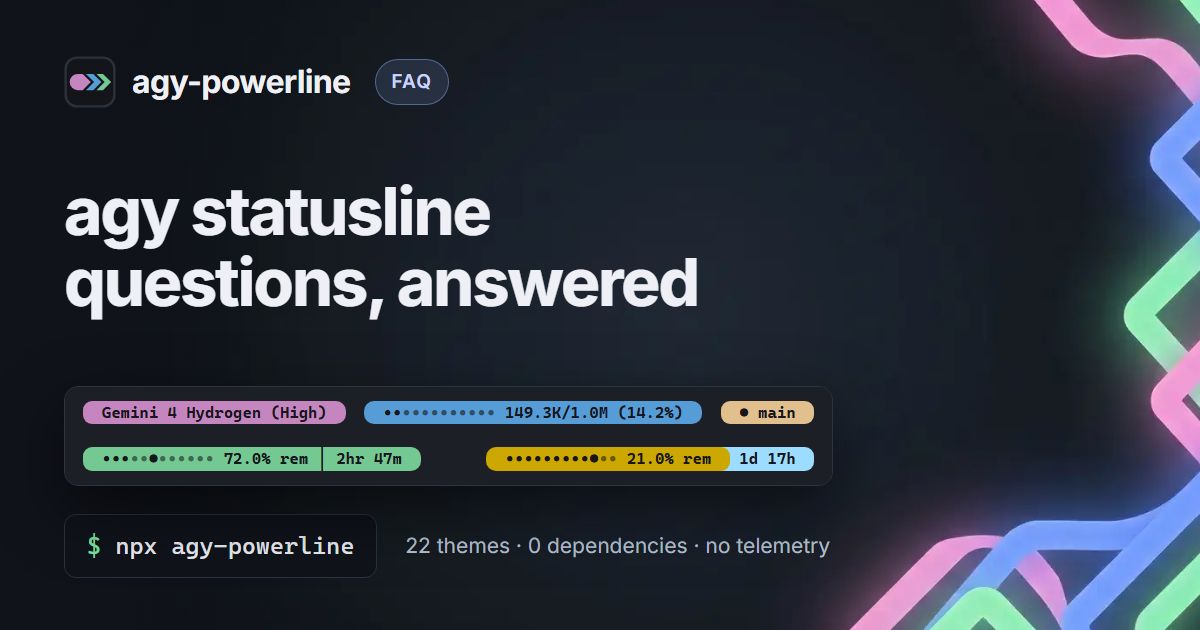 agy-powerline FAQ
agy statusline
questions, answered
Gemini 4 Hydrogen (High) 149.3K/1.0M (14.2%) ● main
72.0% rem 2hr 47m 21.0% rem 1d 17h
$ npx agy-powerline 22 themes · 0 dependencies · no telemetry